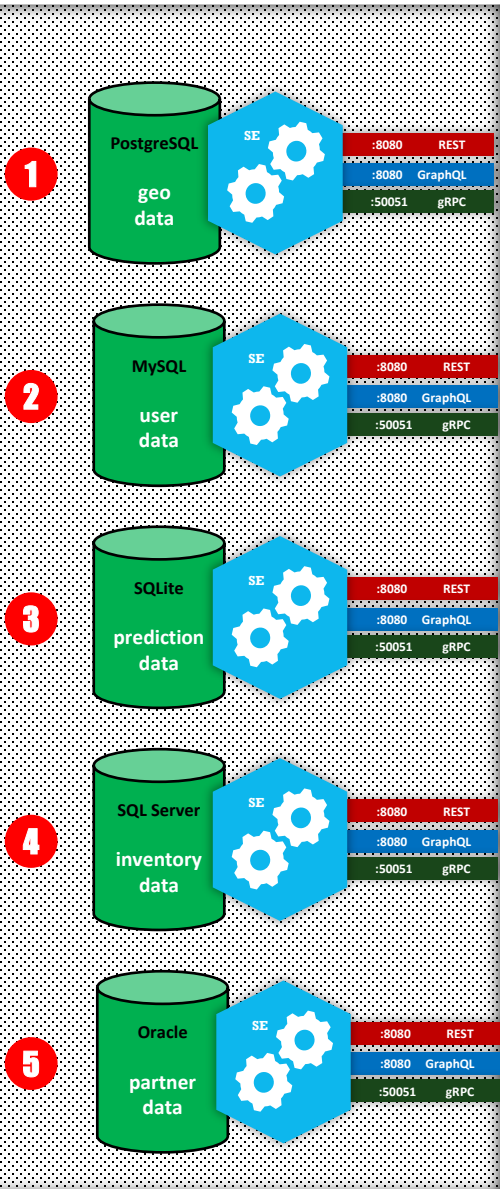 1
PostgreSQL
geo
data
SE
:8080 REST
:8080 GraphQL
:50051 gRPC
2
MySQL
user
data
SE
:8080 REST
:8080 GraphQL
:50051 gRPC
3
SQLite
prediction
data
SE
:8080 REST
:8080 GraphQL
:50051 gRPC
4
SQL Server
inventory
data
SE
:8080 REST
:8080 GraphQL
:50051 gRPC
5
Oracle
partner
data
SE
:8080 REST
:8080 GraphQL
:50051 gRPC